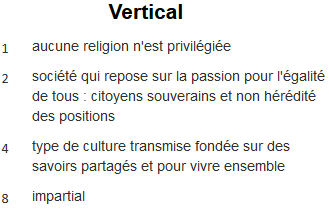 Vertical
1 aucune religion n'est privilégiée
2 société qui repose sur la passion pour l'égalité
de tous : citoyens souverains et non hérédité
des positions
4 type de culture transmise fondée sur des
savoirs partagés et pour vivre ensemble
8 impartial